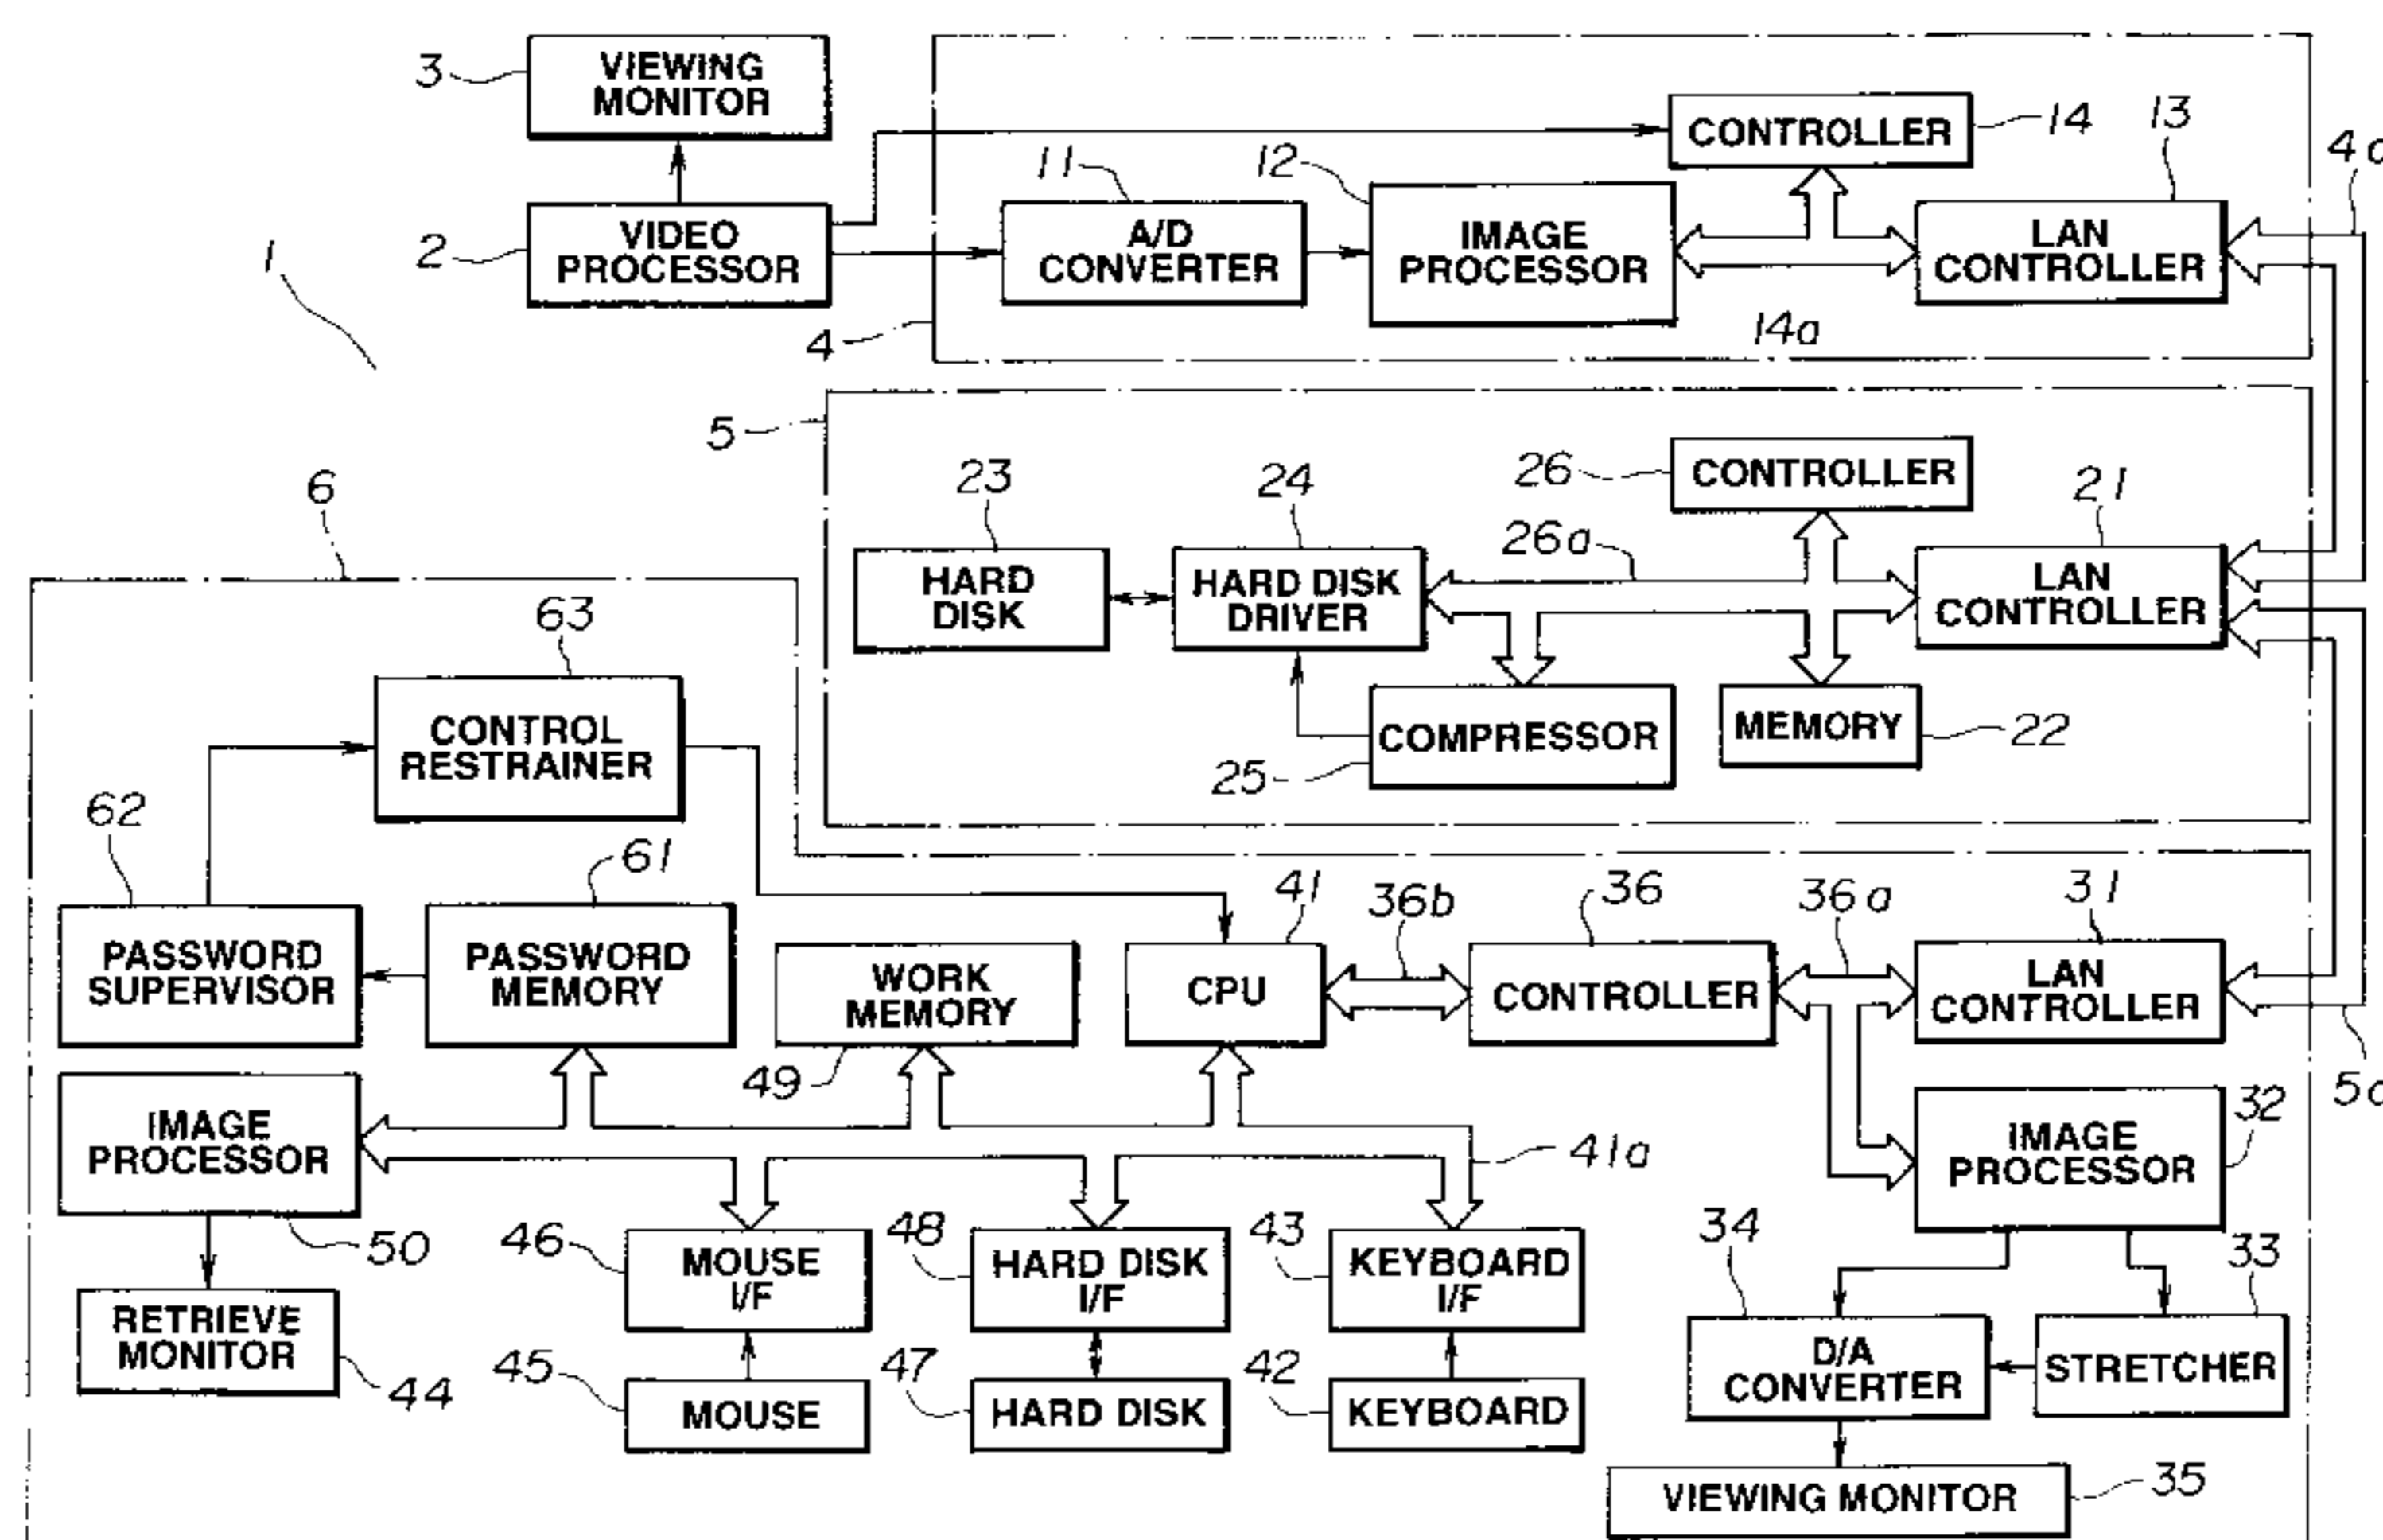 3
VIEWING
MONITOR
2
VIDEO
PROCESSOR
1
4
11
A/D
CONVERTER
12
IMAGE
PROCESSOR
CONTROLLER
14
13
LAN
CONTROLLER
14a
5
23
HARD
DISK
24
HARD DISK
DRIVER
26
CONTROLLER
26a
21
LAN
CONTROLLER
COMPRESSOR
25
MEMORY
22
6
63
CONTROL
RESTRAINER
62
PASSWORD
SUPERVISOR
61
PASSWORD
MEMORY
WORK
MEMORY
49
41
CPU
36b
36
CONTROLLER
36a
31
LAN
CONTROLLER
IMAGE
PROCESSOR
50
41a
IMAGE
PROCESSOR
32
RETRIEVE
MONITOR
44
46
MOUSE
I/F
45
MOUSE
48
HARD DISK
I/F
47
HARD DISK
43
KEYBOARD
I/F
42
KEYBOARD
34
D/A
CONVERTER
33
STRETCHER
VIEWING MONITOR
35